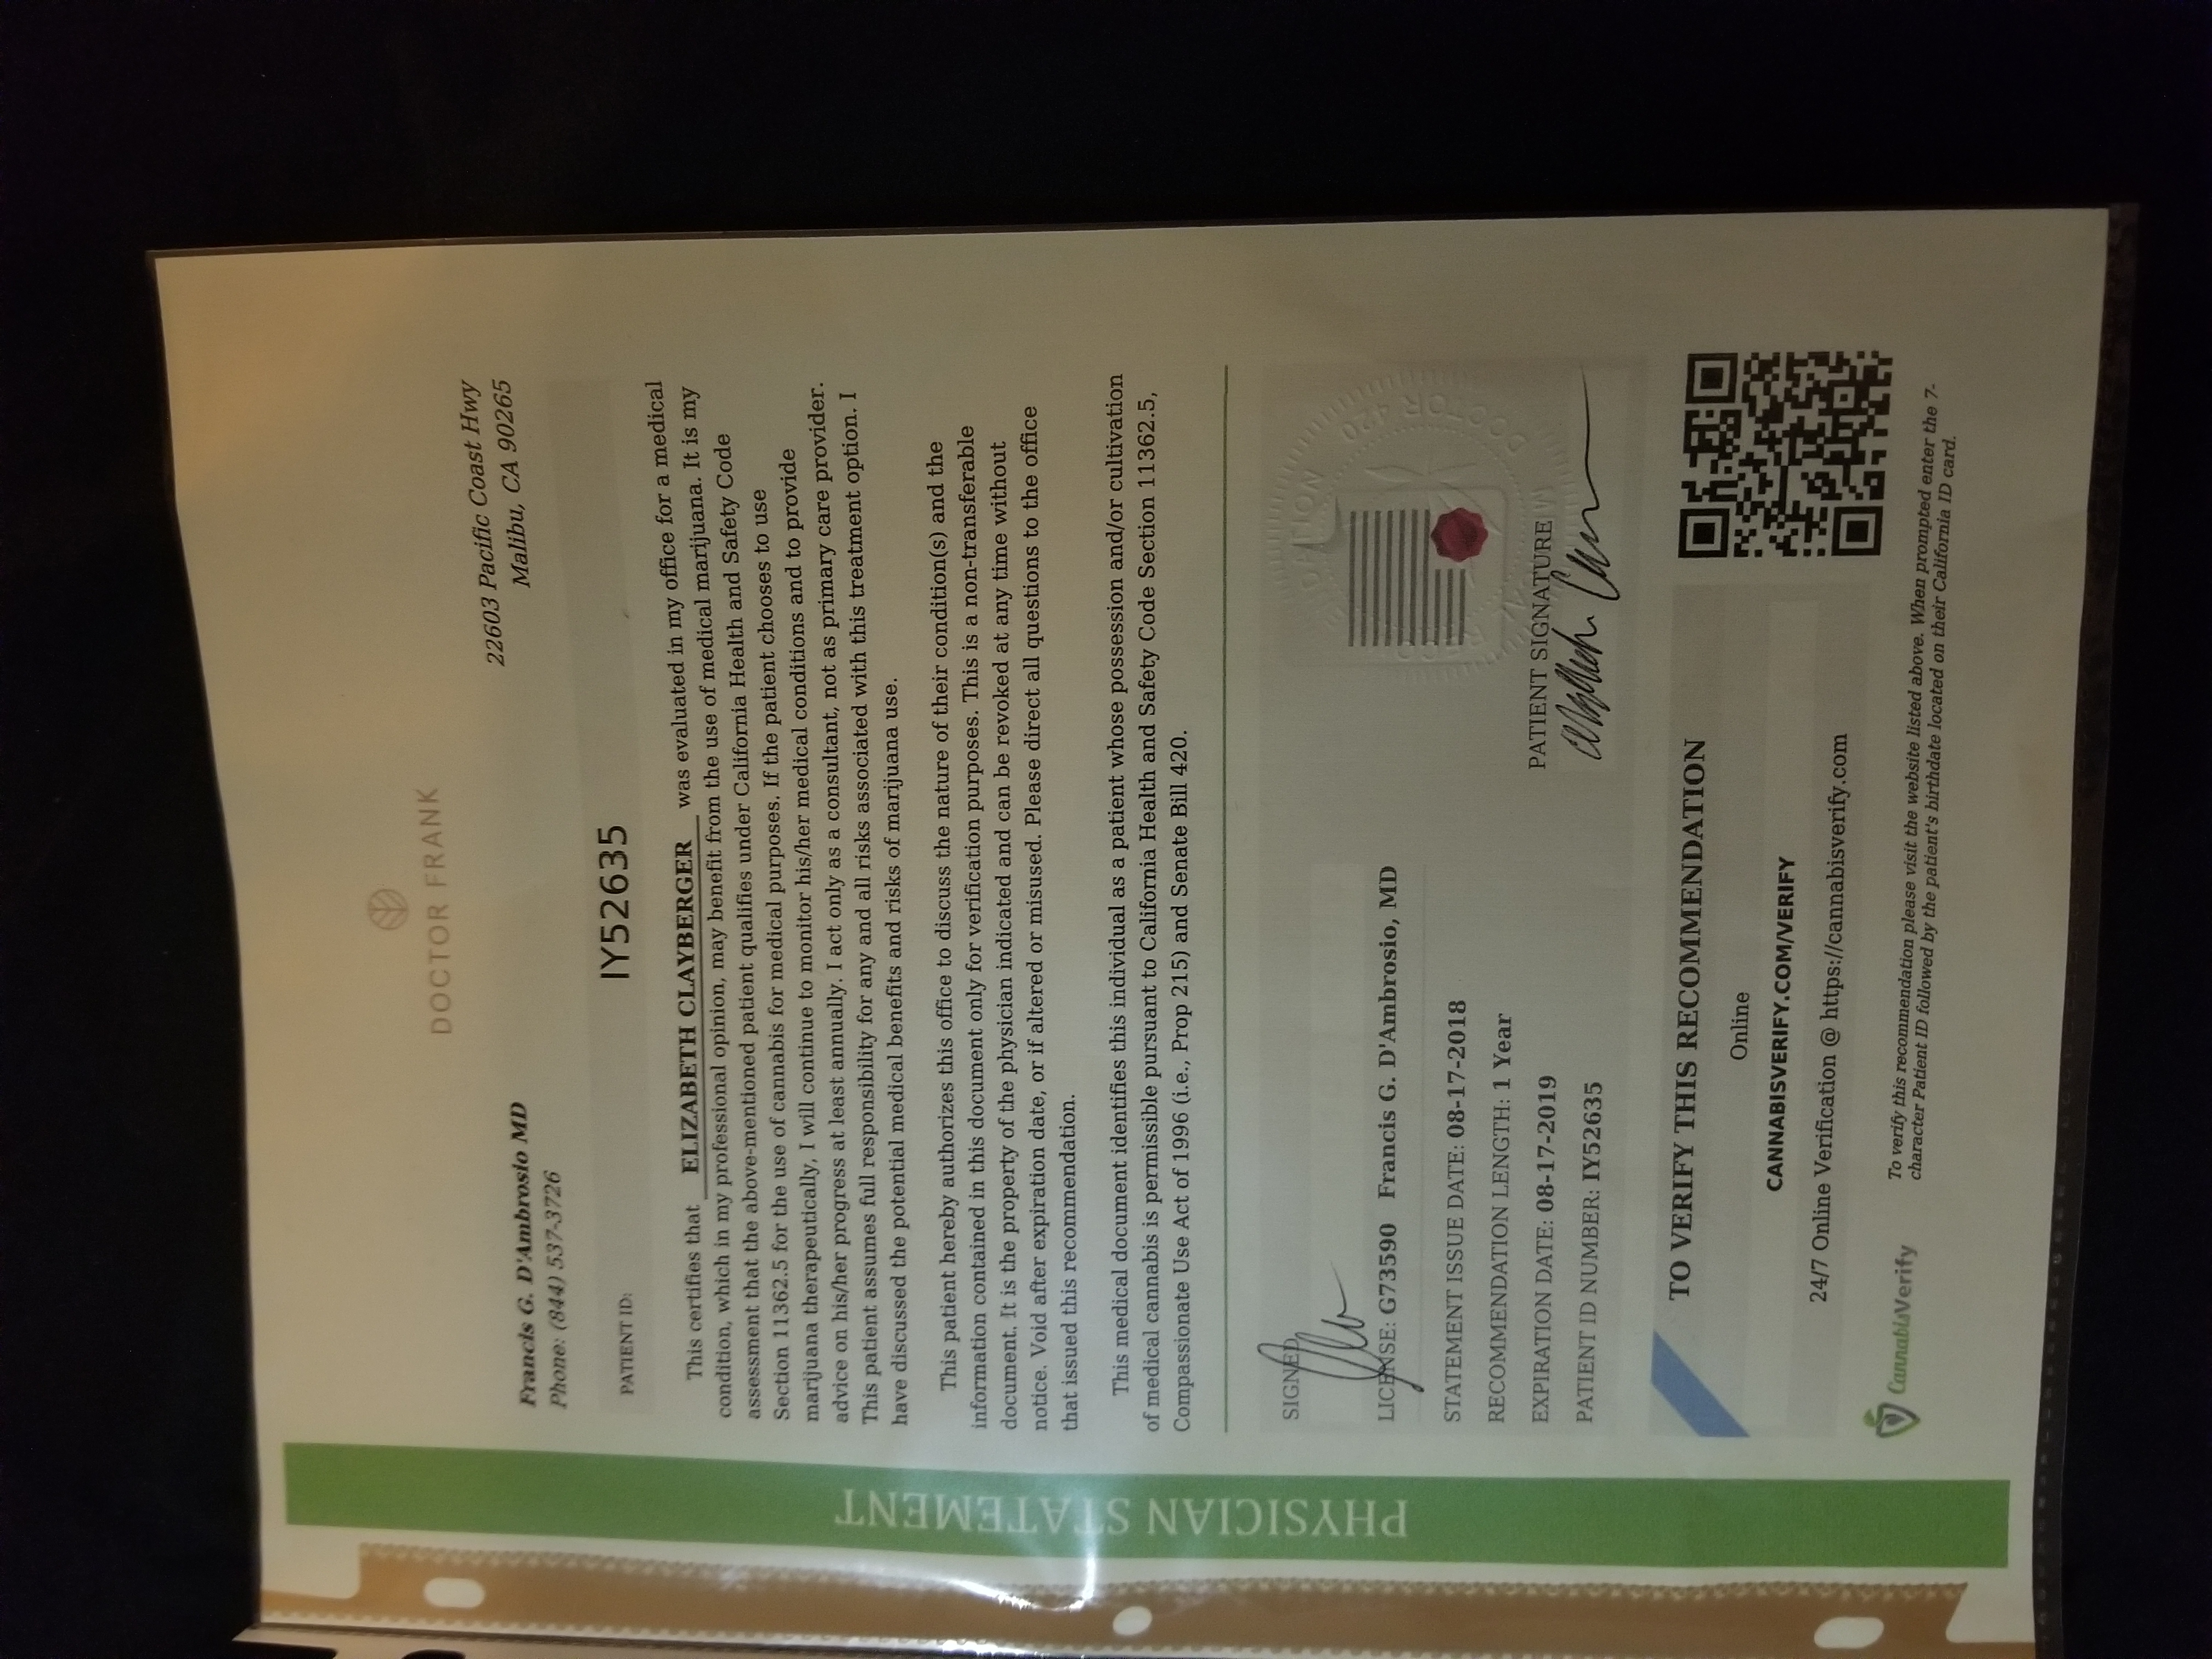 DOCTOR FRANK
22603 Pacific Coast Hwy
Malibu, CA 90265
Francis G. D'Ambrosio MD
Phone: (844) 537-3726
PATIENT ID: IY52635
This certifies that ELIZABETH CLAYBERGER was evaluated in my office for a medical
condition, which in my professional opinion, may benefit from the use of medical marijuana. It is my
assessment that the above-mentioned patient qualifies under California Health and Safety Code
Section 11362.5 for the use of cannabis for medical purposes. If the patient chooses to use
marijuana therapeutically, I will continue to monitor his/her medical conditions and to provide
advice on his/her progress at least annually. I act only as a consultant, not as primary care provider.
This patient assumes full responsibility for any and all risks associated with this treatment option. I
have discussed the potential medical benefits and risks of marijuana use.
This patient hereby authorizes this office to discuss the nature of their condition(s) and the
information contained in this document only for verification purposes. This is a non-transferable
document. It is the property of the physician indicated and can be revoked at any time without
notice. Void after expiration date, or if altered or misused. Please direct all questions to the office
that issued this recommendation.
This medical document identifies this individual as a patient whose possession and/or cultivation
of medical cannabis is permissible pursuant to California Health and Safety Code Section 11362.5,
Compassionate Use Act of 1996 (i.e., Prop 215) and Senate Bill 420.
PHYSICIAN STATEMENT
SIGNED
LICENSE: G73590 Francis G. D'Ambrosio, MD
STATEMENT ISSUE DATE: 08-17-2018
RECOMMENDATION LENGTH: 1 Year
EXPIRATION DATE: 08-17-2019
PATIENT ID NUMBER: IY52635
PATIENT SIGNATURE
TO VERIFY THIS RECOMMENDATION
Online
CANNABISVERIFY.COM/VERIFY
24/7 Online Verification @ https://cannabisverify.com
CannabisVerify
To verify this recommendation please visit the website listed above. When prompted enter the 7-
character Patient ID followed by the patient's birthdate located on their California ID card.